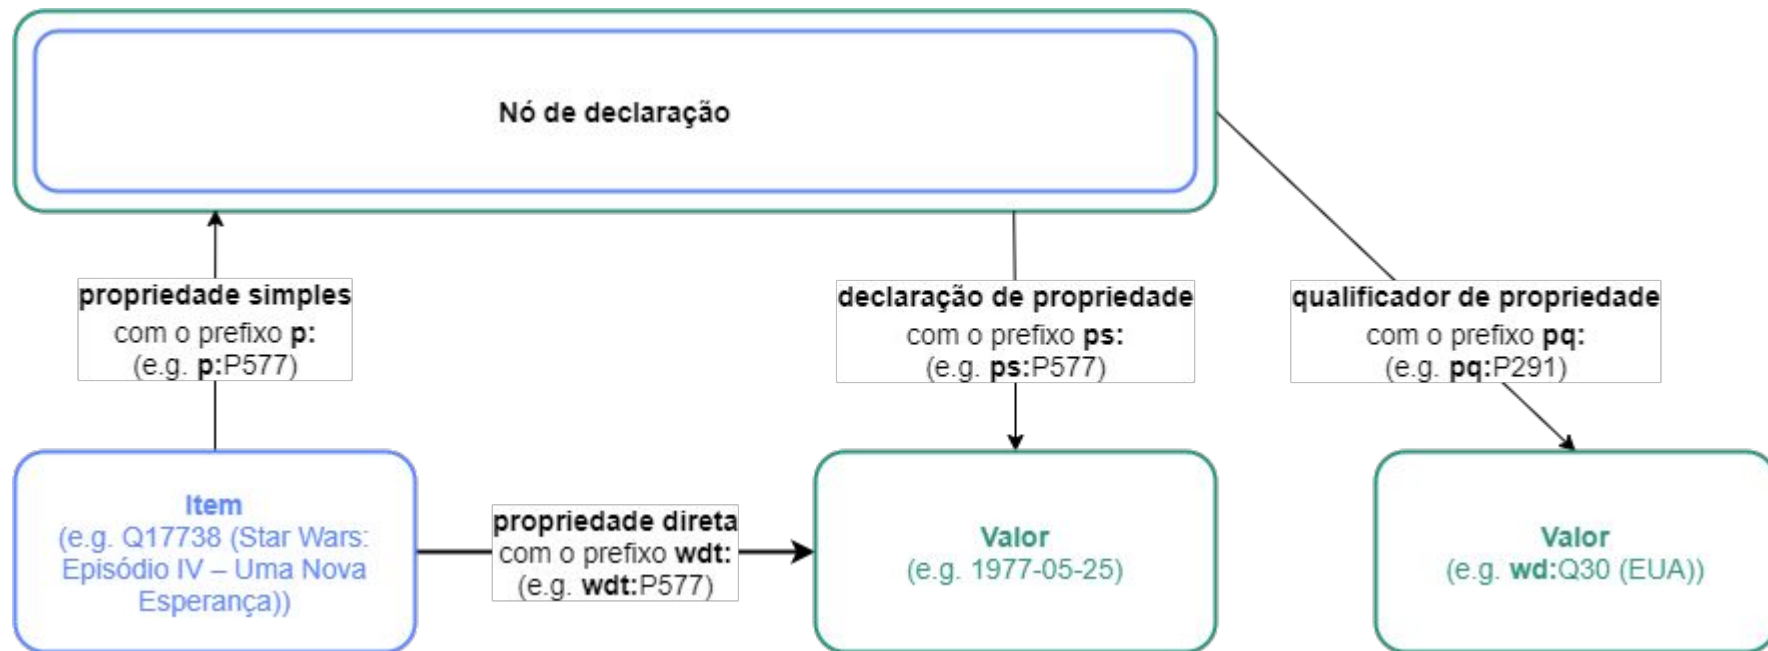 Nó de declaração
propriedade simples
com o prefixo p:
(e.g. p:P577)
declaração de propriedade
com o prefixo ps:
(e.g. ps:P577)
qualificador de propriedade
com o prefixo pq:
(e.g. pq:P291)
Item
(e.g. Q17738 (Star Wars:
Episódio IV – Uma Nova
Esperança))
propriedade direta
com o prefixo wdt:
(e.g. wdt:P577)
Valor
(e.g. 1977-05-25)
Valor
(e.g. wd:Q30 (EUA))